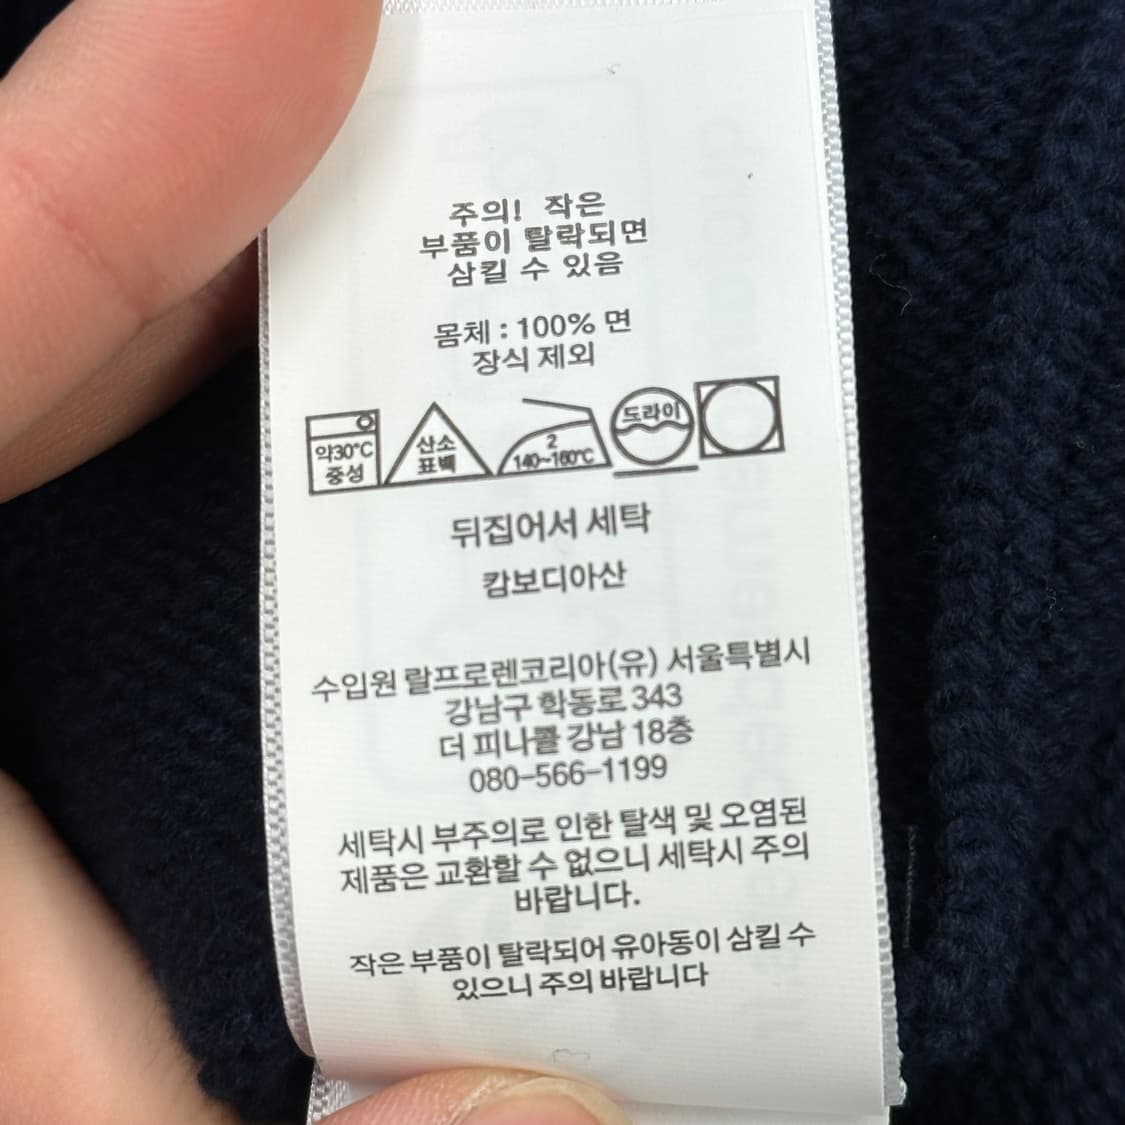 주의! 작은
부품이 탈락되면
삼킬 수 있음
몸체 : 100% 면
장식 제외
약30℃
중성
산소
표백
2
140~160℃
드라이
뒤집어서 세탁
캄보디아산
수입원 랄프로렌코리아(유) 서울특별시
강남구 학동로 343
더 피나클 강남 18층
080-566-1199
세탁시 부주의로 인한 탈색 및 오염된
제품은 교환할 수 없으니 세탁시 주의
바랍니다.
작은 부품이 탈락되어 유아동이 삼킬 수
있으니 주의 바랍니다